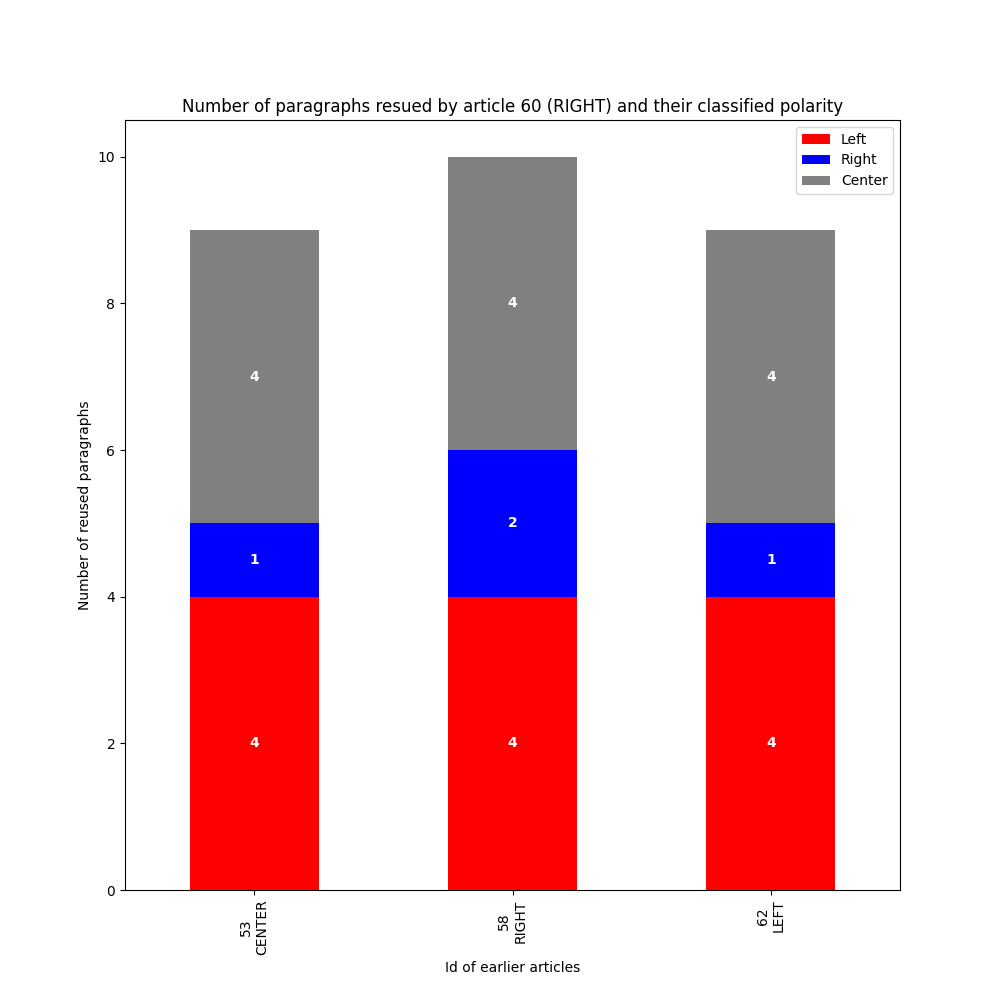 Number of paragraphs resued by article 60 (RIGHT) and their classified polarity
Left
Right
Center
Number of reused paragraphs
10
8
6
4
2
0
4
1
4
4
2
4
4
1
4
53
CENTER
58
RIGHT
62
LEFT
Id of earlier articles